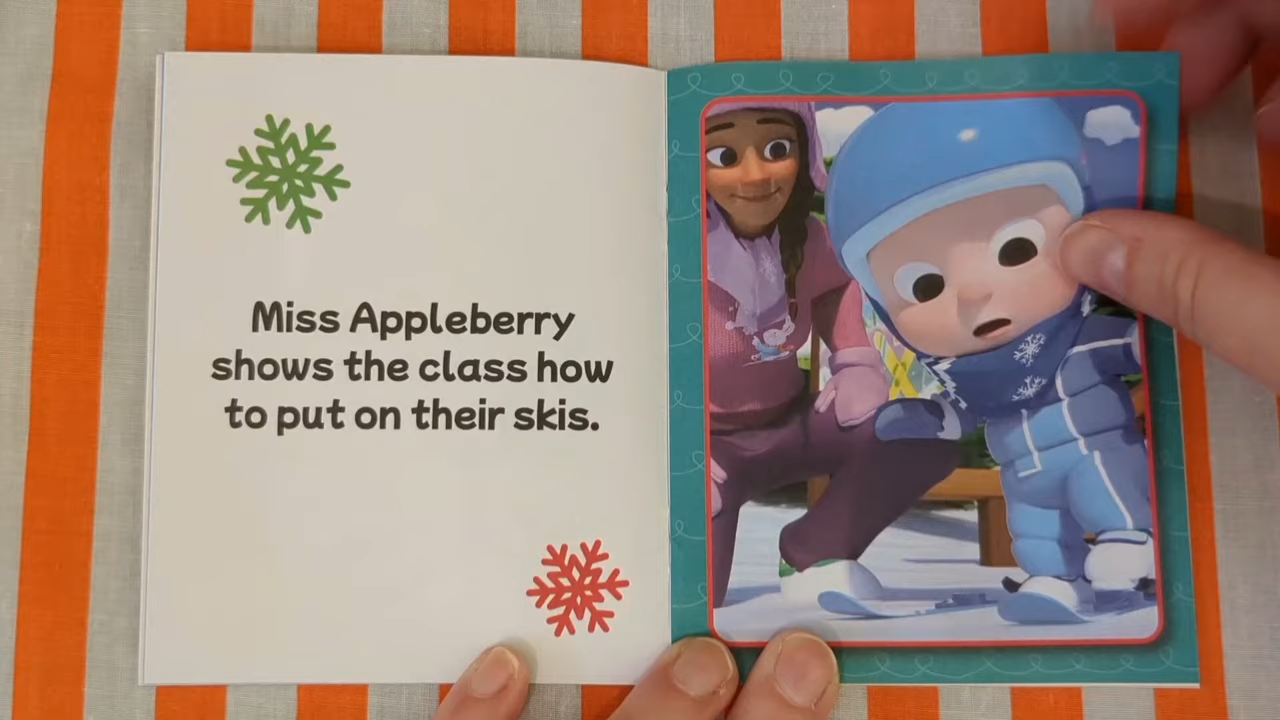 Miss Appleberry
shows the class how
to put on their skis.